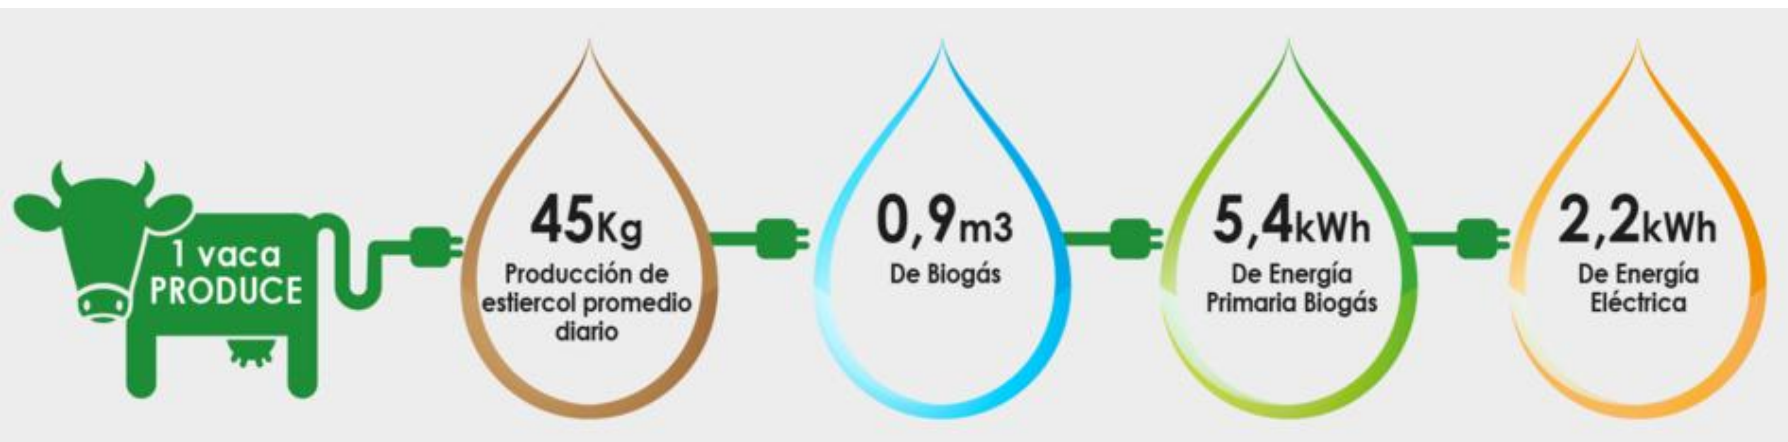 1 vaca
PRODUCE
45Kg
Producción de
estiercol promedio
diario
0,9m3
De Biogás
5,4kWh
De Energía
Primaria Biogás
2,2kWh
De Energía
Eléctrica